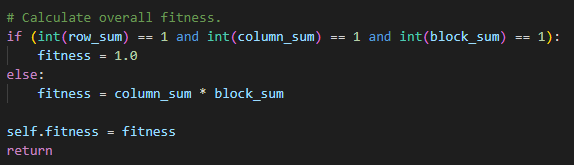 # Calculate overall fitness.
if (int(row_sum) == 1 and int(column_sum) == 1 and int(block_sum) == 1):
    fitness = 1.0
else:
    fitness = column_sum * block_sum

self.fitness = fitness
return